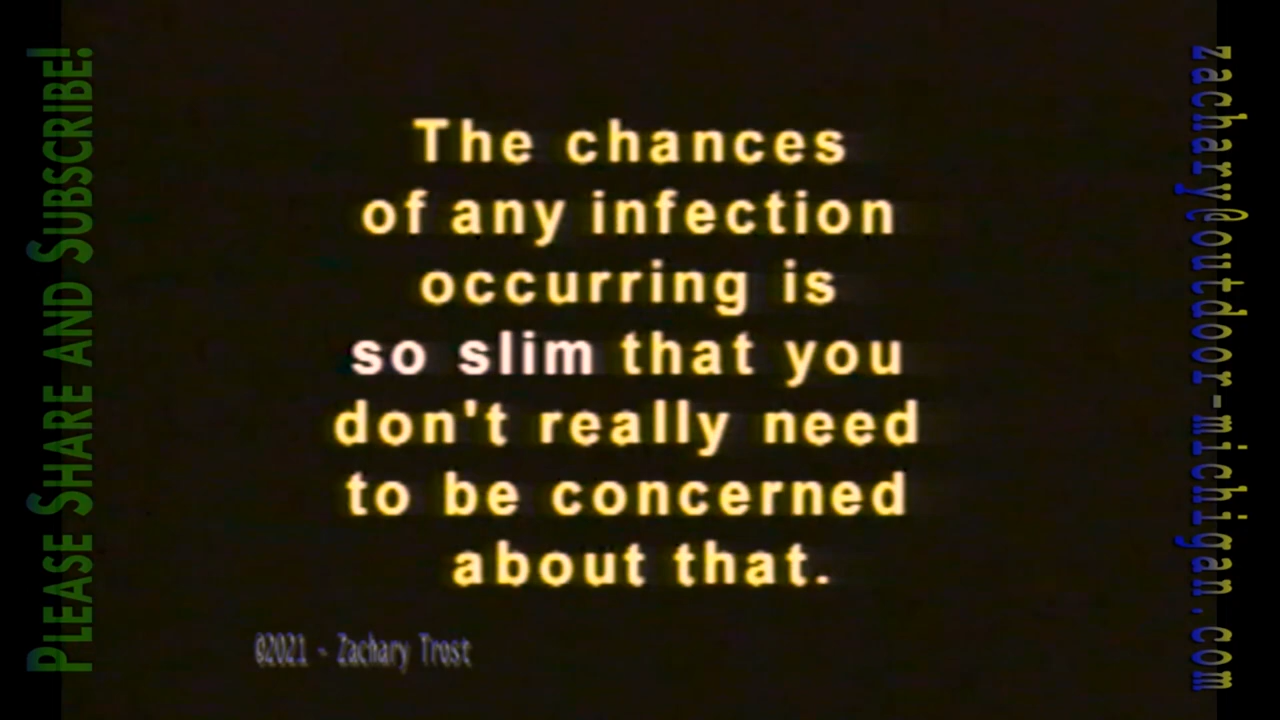 PLEASE SHARE AND SUBSCRIBE!
The chances
of any infection
occurring is
so slim that you
don't really need
to be concerned
about that.
©2021 - Zachary Trost
zachary@outdoor-michigan.com